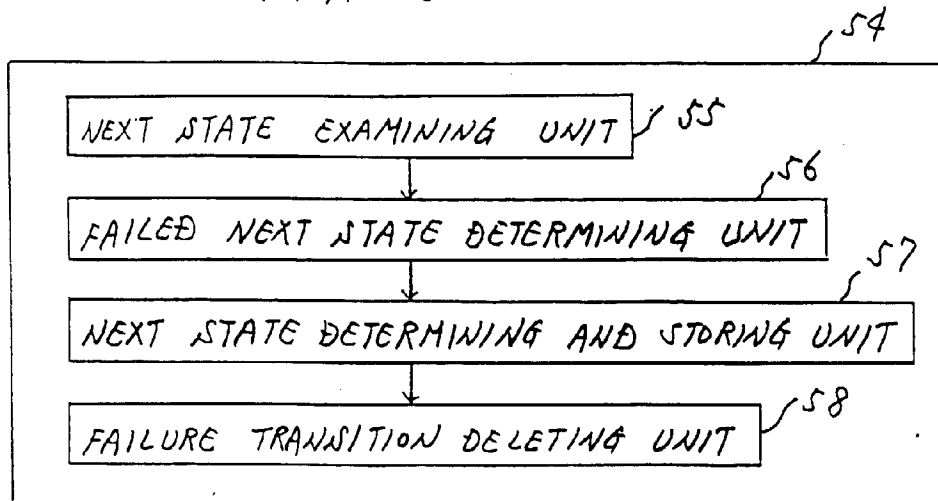 54
NEXT STATE EXAMINING UNIT 55
56
FAILED NEXT STATE DETERMINING UNIT
57
NEXT STATE DETERMINING AND STORING UNIT
58
FAILURE TRANSITION DELETING UNIT